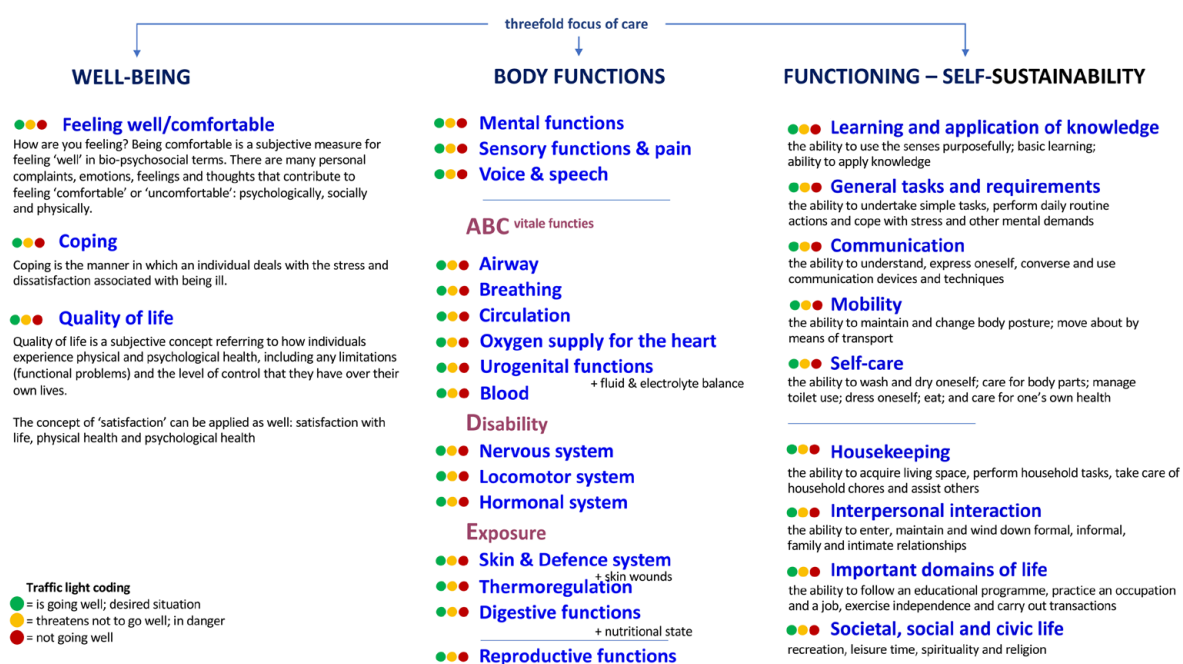 threefold focus of care
WELL-BEING
Feeling well/comfortable
How are you feeling? Being comfortable is a subjective measure for
feeling ‘well’ in bio-psychosocial terms. There are many personal
complaints, emotions, feelings and thoughts that contribute to
feeling ‘comfortable’ or ‘uncomfortable’: psychologically, socially
and physically.
Coping
Coping is the manner in which an individual deals with the stress and
dissatisfaction associated with being ill.
Quality of life
Quality of life is a subjective concept referring to how individuals
experience physical and psychological health, including any limitations
(functional problems) and the level of control that they have over their
own lives.
The concept of ‘satisfaction’ can be applied as well: satisfaction with
life, physical health and psychological health
Traffic light coding
= is going well; desired situation
= threatens not to go well; in danger
= not going well
BODY FUNCTIONS
Mental functions
Sensory functions & pain
Voice & speech
ABC vitale functies
Airway
Breathing
Circulation
Oxygen supply for the heart
Urogenital functions
+ fluid & electrolyte balance
Blood
Disability
Nervous system
Locomotor system
Hormonal system
Exposure
Skin & Defence system
+ skin wounds
Thermoregulation
Digestive functions
+ nutritional state
Reproductive functions
FUNCTIONING – SELF-SUSTAINABILITY
Learning and application of knowledge
the ability to use the senses purposefully; basic learning;
ability to apply knowledge
General tasks and requirements
the ability to undertake simple tasks, perform daily routine
actions and cope with stress and other mental demands
Communication
the ability to understand, express oneself, converse and use
communication devices and techniques
Mobility
the ability to maintain and change body posture; move about by
means of transport
Self-care
the ability to wash and dry oneself; care for body parts; manage
toilet use; dress oneself; eat; and care for one’s own health
Housekeeping
the ability to acquire living space, perform household tasks, take care of
household chores and assist others
Interpersonal interaction
the ability to enter, maintain and wind down formal, informal,
family and intimate relationships
Important domains of life
the ability to follow an educational programme, practice an occupation
and a job, exercise independence and carry out transactions
Societal, social and civic life
recreation, leisure time, spirituality and religion